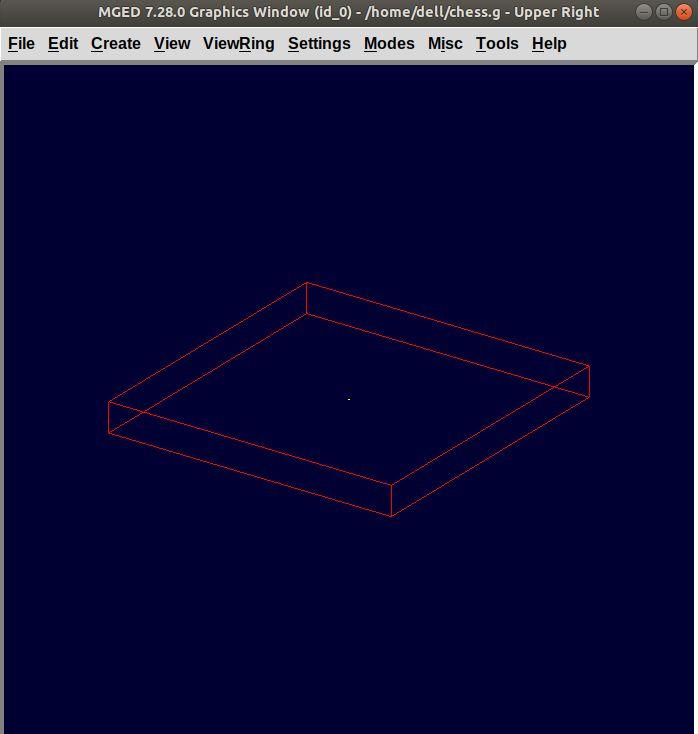 MGED 7.28.0 Graphics Window (id_0) - /home/dell/chess.g - Upper Right
File Edit Create View ViewRing Settings Modes Misc Tools Help